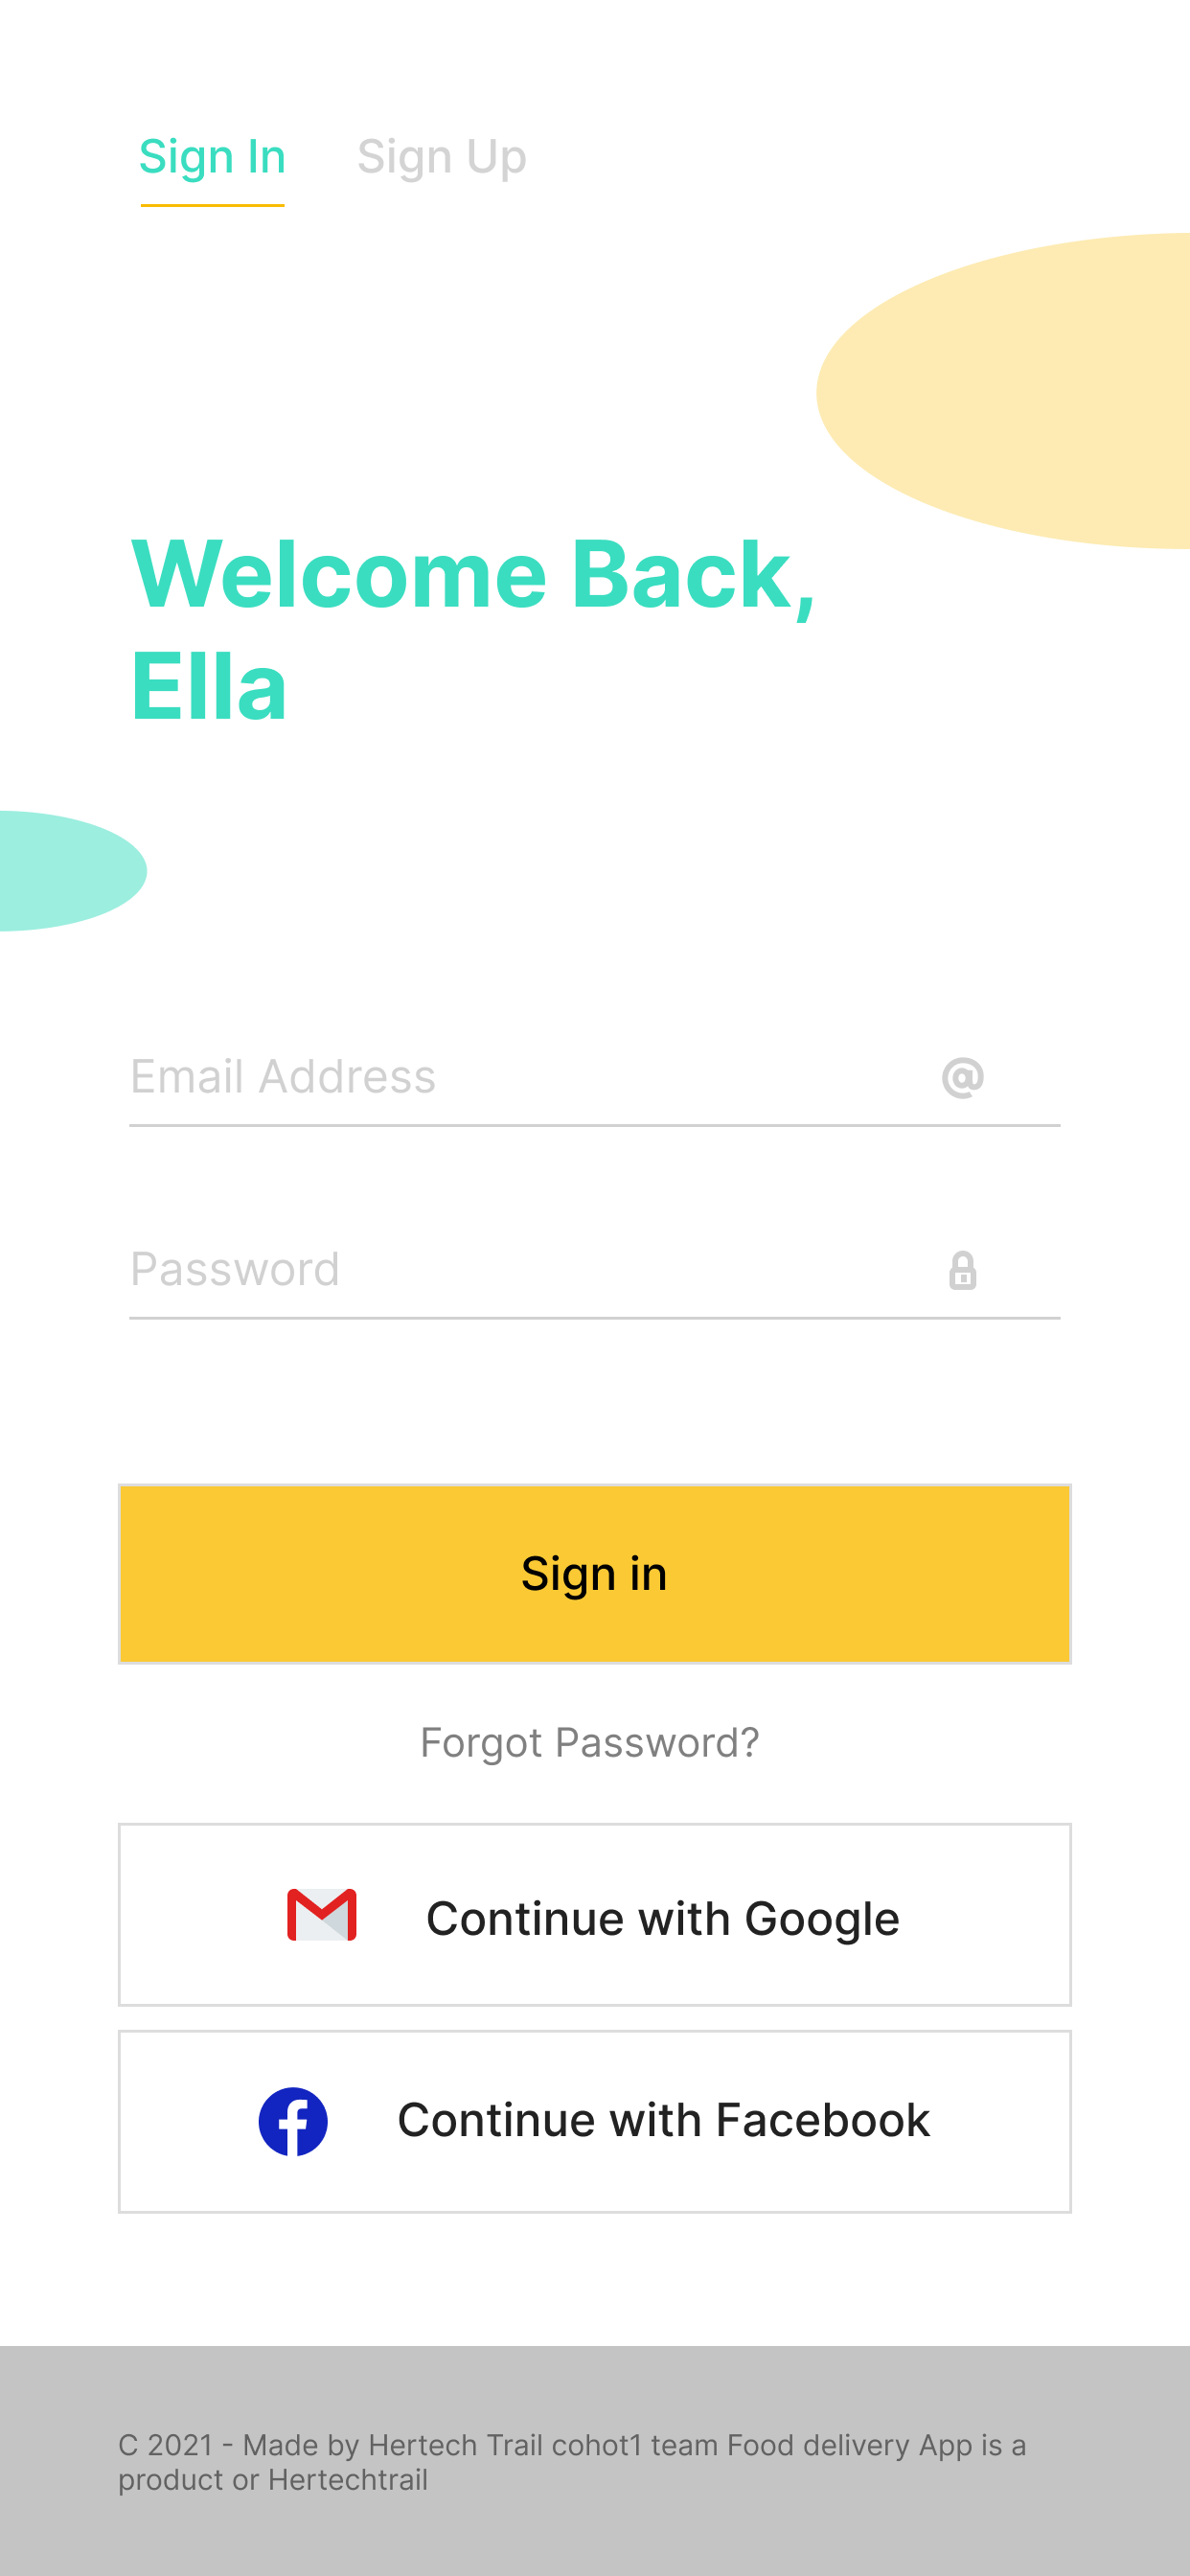 Sign In Sign Up
Welcome Back,
Ella
Email Address @
Password
Sign in
Forgot Password?
Continue with Google
Continue with Facebook
C 2021 - Made by Hertech Trail cohot1 team Food delivery App is a
product or Hertechtrail